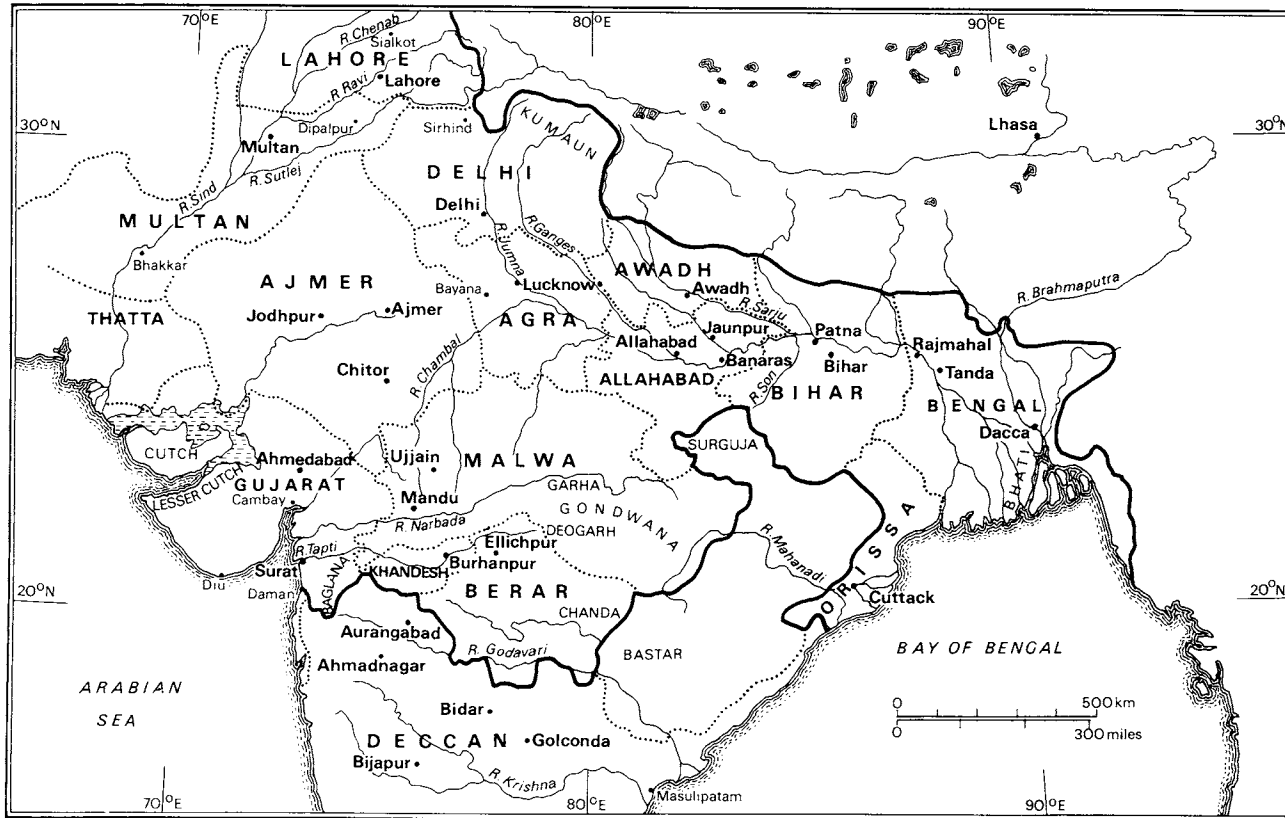 70°E
80°E
90°E
R. Chenab
Sialkot
LAHORE
R. Ravi
Lahore
30°N
Dipalpur
Sirhind
KUMAUN
Lhasa
30°N
Multan
R. Sutlej
DELHI
R. Sind
MULTAN
Delhi
R. Ganges
R. Jumna
Bhakkar
AJMER
Bayana
Lucknow
AWADH
Awadh
R. Sarju
R. Brahmaputra
THATTA
Jodhpur
Ajmer
AGRA
Jaunpur
Patna
Allahabad
Rajmahal
R. Chambal
Banaras
Bihar
Chitor
ALLAHABAD
R. Son
BIHAR
Tanda
BENGAL
Dacca
CUTCH
Ahmedabad
Ujjain
MALWA
SURGUJA
BHATI
LESSER CUTCH
GUJARAT
Cambay
Mandu
GARHA
GONDWANA
R. Narbada
DEOGARH
ORISSA
R. Mahanadi
R. Tapti
Ellichpur
Surat
KHANDESH
Burhanpur
Diu
Daman
BAGLANA
BERAR
Cuttack
20°N
20°N
CHANDA
Aurangabad
R. Godavari
BASTAR
BAY OF BENGAL
Ahmadnagar
ARABIAN
SEA
0
500 km
Bidar
0
300 miles
DECCAN
Golconda
Bijapur
R. Krishna
Masulipatam
70°E
80°E
90°E